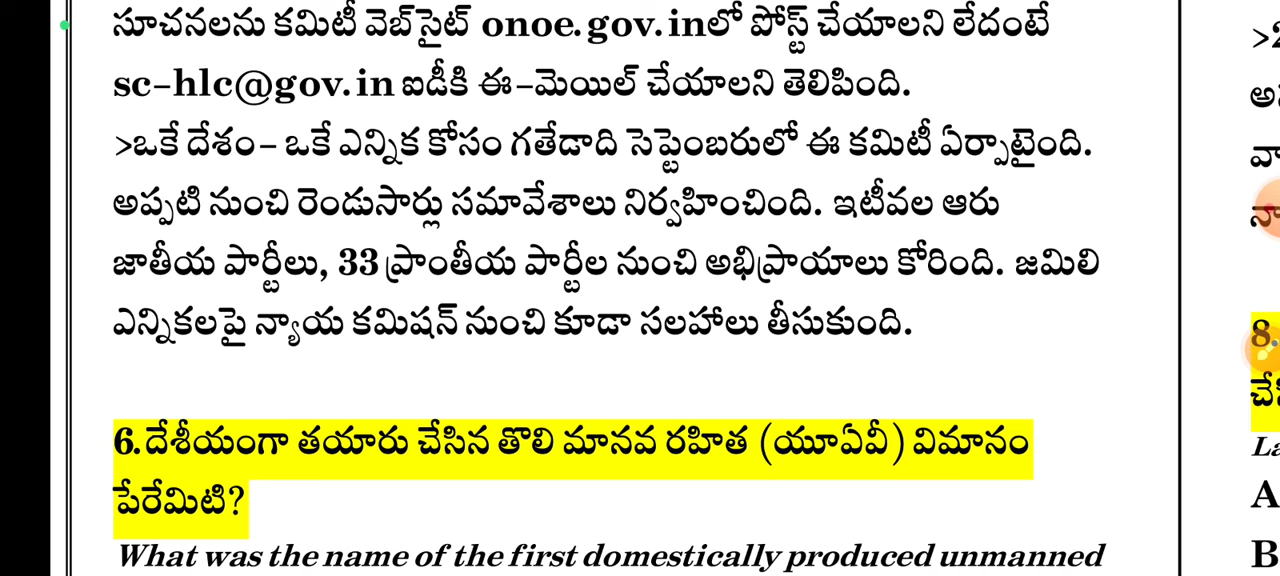 సూచనలను కమిటీ వెబ్‌సైట్ onoe.gov.inలో పోస్ట్ చేయాలని లేదంటే
sc-hlc@gov.in ఐడీకి ఈ-మెయిల్ చేయాలని తెలిపింది.
>ఒకే దేశం- ఒకే ఎన్నిక కోసం గతేడాది సెప్టెంబరులో ఈ కమిటీ ఏర్పాటైంది.
అప్పటి నుంచి రెండుసార్లు సమావేశాలు నిర్వహించింది. ఇటీవల ఆరు
జాతీయ పార్టీలు, 33 ప్రాంతీయ పార్టీల నుంచి అభిప్రాయాలు కోరింది. జమిలి
ఎన్నికలపై న్యాయ కమిషన్ నుంచి కూడా సలహాలు తీసుకుంది.
6.దేశీయంగా తయారు చేసిన తొలి మానవ రహిత (యూఏవీ) విమానం
పేరేమిటి?
What was the name of the first domestically produced unmanned
8.
A
B